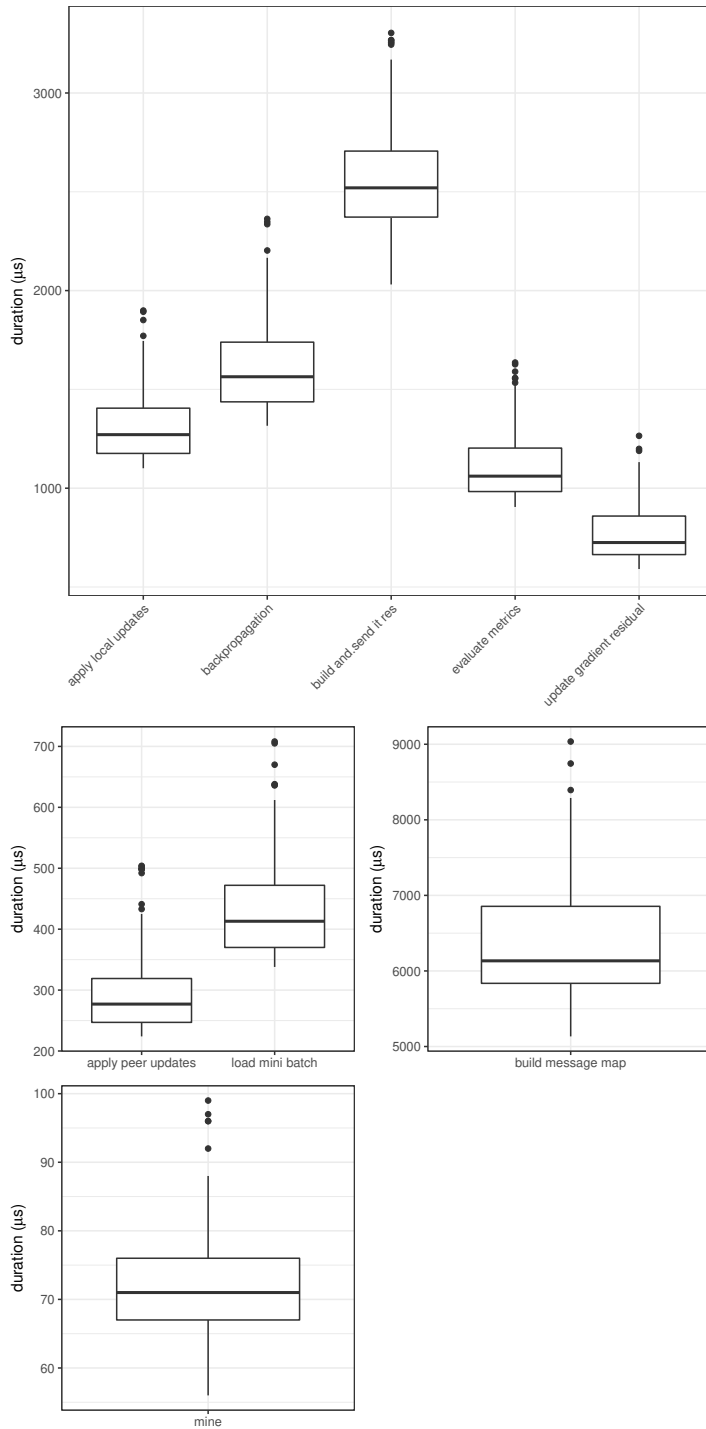 3000
2000
1000
duration (µs)
apply local updates
backpropagation
build and.send it res
evaluate metrics
update gradient residual
700
600
500
400
300
200
duration (µs)
apply peer updates
load mini batch
9000
8000
7000
6000
5000
duration (µs)
build message map
100
90
80
70
60
duration (µs)
mine